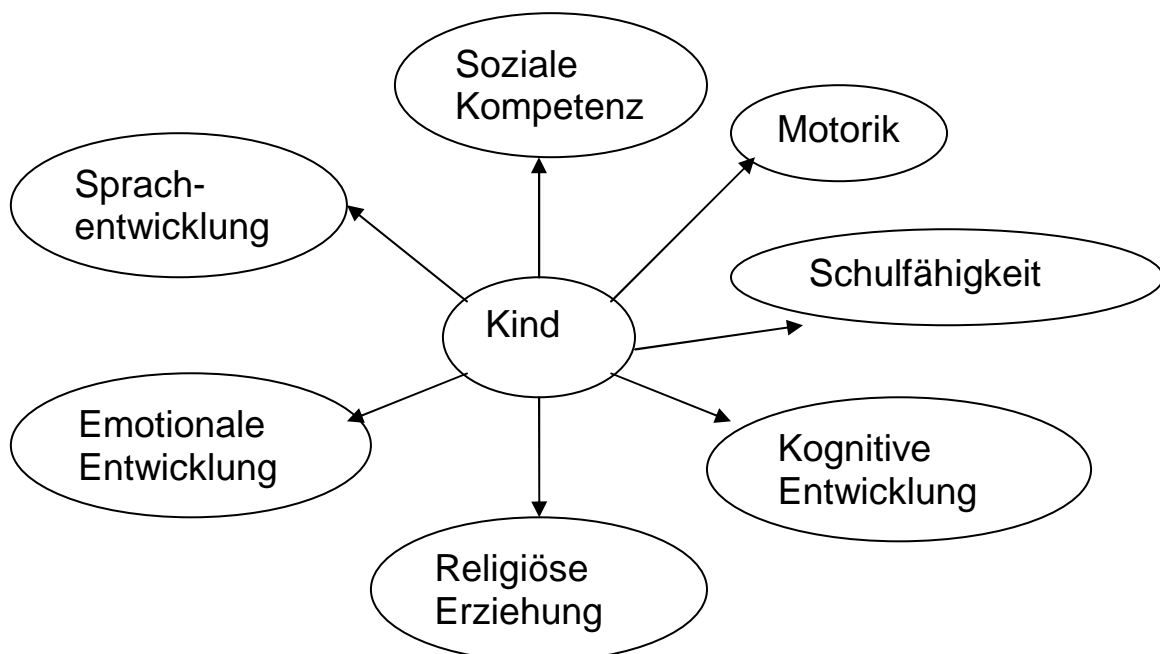 Soziale
Kompetenz
Motorik
Sprach-
entwicklung
Schulfähigkeit
Kind
Emotionale
Entwicklung
Kognitive
Entwicklung
Religiöse
Erziehung